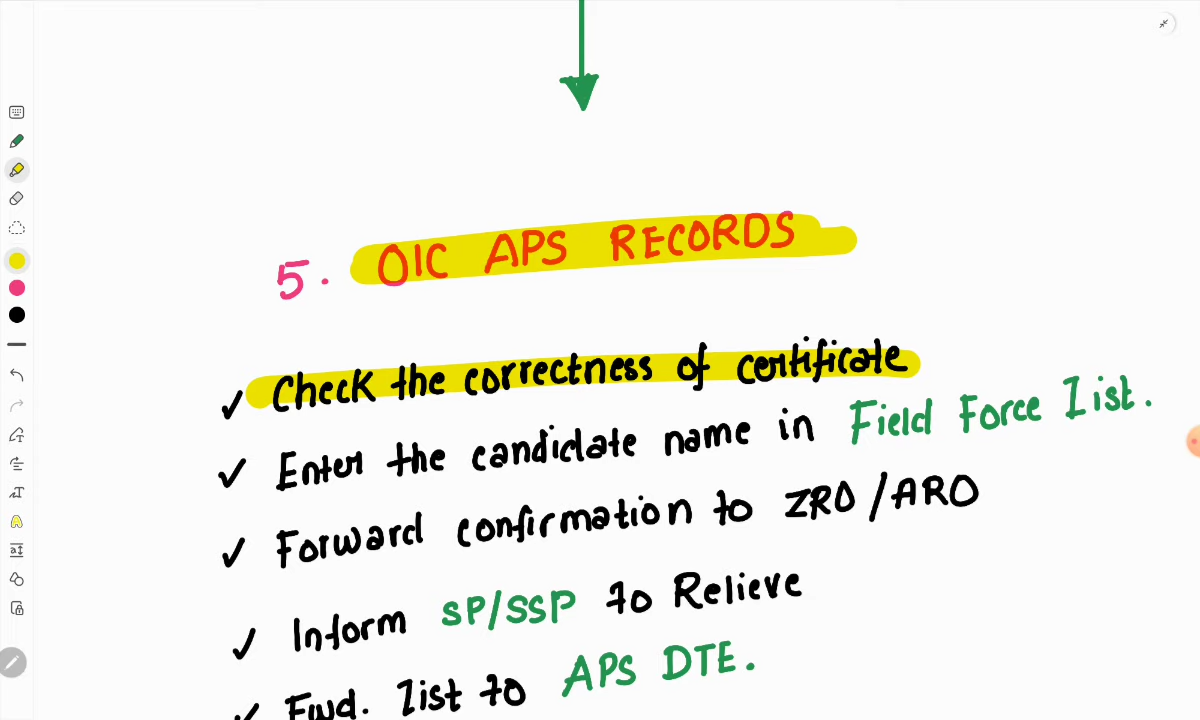 5. OIC APS RECORDS
✓ Check the correctness of certificate
✓ Enter the candidate name in Field Force List.
✓ Forward confirmation to ZRO/ARO
✓ Inform SP/SSP to Relieve
✓ Fwd. List to APS DTE.